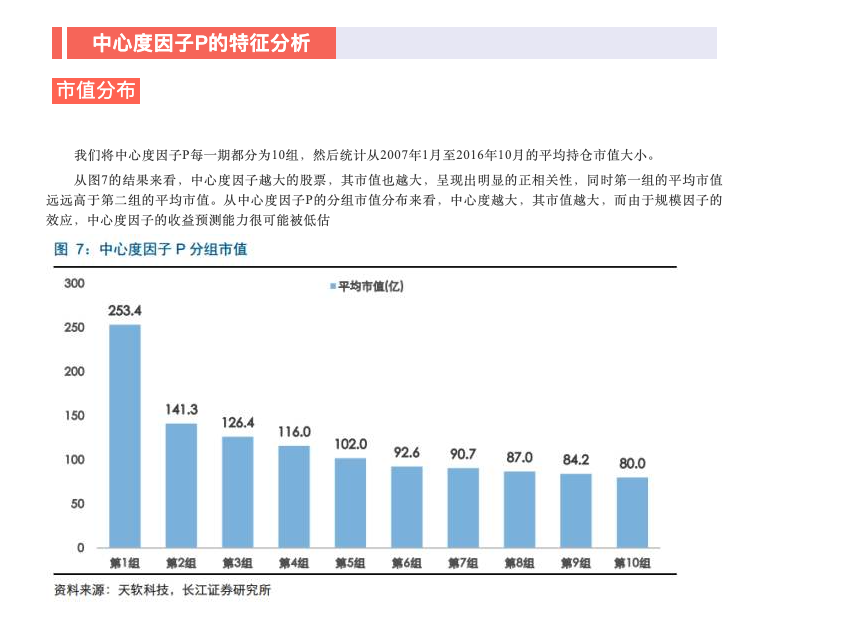 中心度因子P的特征分析
市值分布
我们将中心度因子P每一期都分为10组，然后统计从2007年1月至2016年10月的平均持仓市值大小。
从图7的结果来看，中心度因子越大的股票，其市值也越大，呈现出明显的正相关性，同时第一组的平均市值
远远高于第二组的平均市值。从中心度因子P的分组市值分布来看，中心度越大，其市值越大，而由于规模因子的
效应，中心度因子的收益预测能力很可能被低估
图 7：中心度因子 P 分组市值
平均市值(亿)
300
250
200
150
100
50
0
253.4
141.3
126.4
116.0
102.0
92.6
90.7
87.0
84.2
80.0
第1组 第2组 第3组 第4组 第5组 第6组 第7组 第8组 第9组 第10组
资料来源：天软科技，长江证券研究所